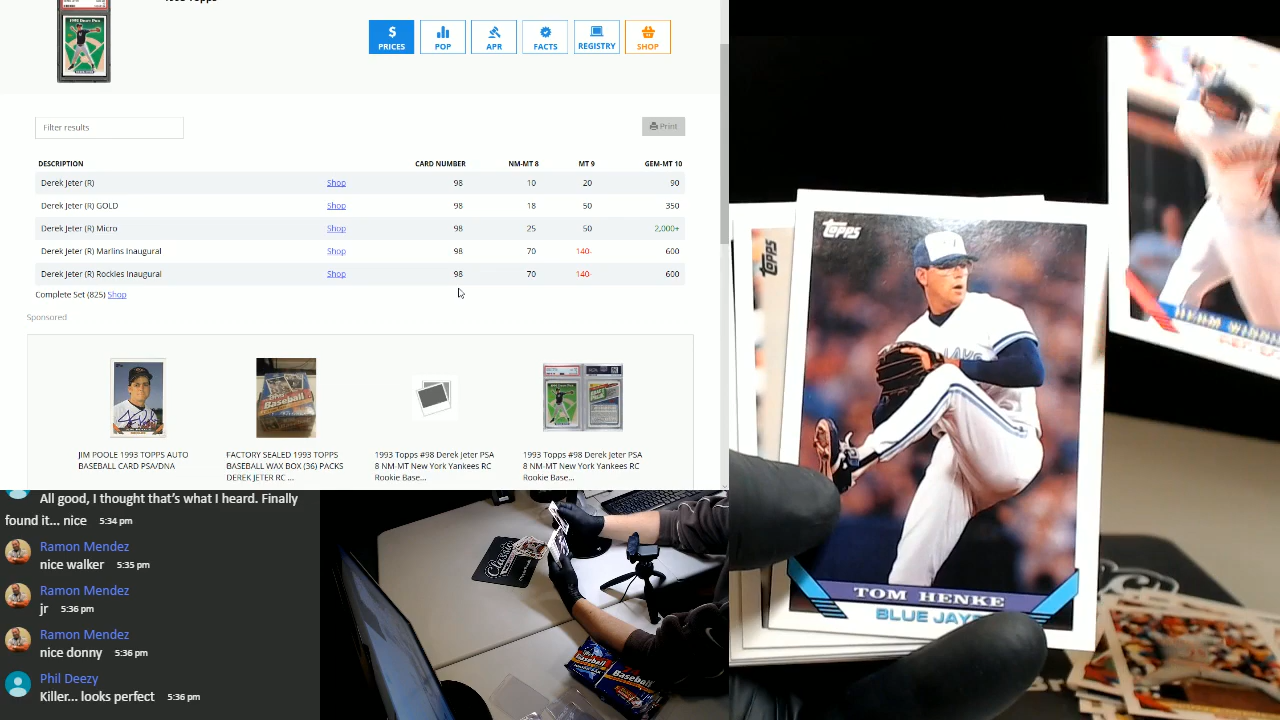 $
PRICES
POP
APR
FACTS
REGISTRY
SHOP
Filter results
Print
DESCRIPTION CARD NUMBER NM-MT 8 MT 9 GEM-MT 10
Derek Jeter (R) Shop 98 10 20 90
Derek Jeter (R) GOLD Shop 98 18 50 350
Derek Jeter (R) Micro Shop 98 25 50 2,000+
Derek Jeter (R) Marlins Inaugural Shop 98 70 140- 600
Derek Jeter (R) Rockies Inaugural Shop 98 70 140- 600
Complete Set (825) Shop
Sponsored
JIM POOLE 1993 TOPPS AUTO
BASEBALL CARD PSA/DNA
FACTORY SEALED 1993 TOPPS
BASEBALL WAX BOX (36) PACKS
DEREK JETER RC ...
1993 Topps #98 Derek Jeter PSA
8 NM-MT New York Yankees RC
Rookie Base...
1993 Topps #98 Derek Jeter PSA
8 NM-MT New York Yankees RC
Rookie Base...
All good, I thought that's what I heard. Finally
found it... nice 5:34 pm
Ramon Mendez
nice walker 5:35 pm
Ramon Mendez
jr 5:36 pm
Ramon Mendez
nice donny 5:36 pm
Phil Deezy
Killer... looks perfect 5:36 pm
Classic
Baseball
Baseball
TOPPS
TOPPS
TOM HENKE
BLUE JAYS
HERM WINNI